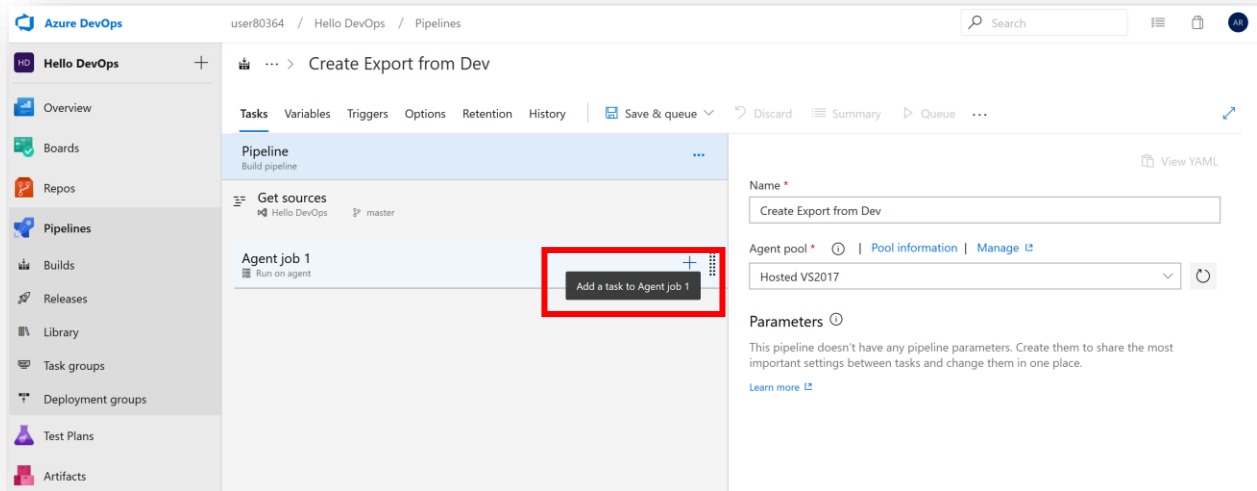 Azure DevOps
user80364 / Hello DevOps / Pipelines
Search
AR
HD Hello DevOps
... > Create Export from Dev
Overview
Boards
Repos
Pipelines
Builds
Releases
Library
Task groups
Deployment groups
Test Plans
Artifacts
Tasks Variables Triggers Options Retention History Save & queue Discard Summary Queue ...
Pipeline
Build pipeline
Get sources
Hello DevOps master
Agent job 1
Run on agent
Add a task to Agent job 1
View YAML
Name *
Create Export from Dev
Agent pool * | Pool information | Manage
Hosted VS2017
Parameters
This pipeline doesn't have any pipeline parameters. Create them to share the most
important settings between tasks and change them in one place.
Learn more